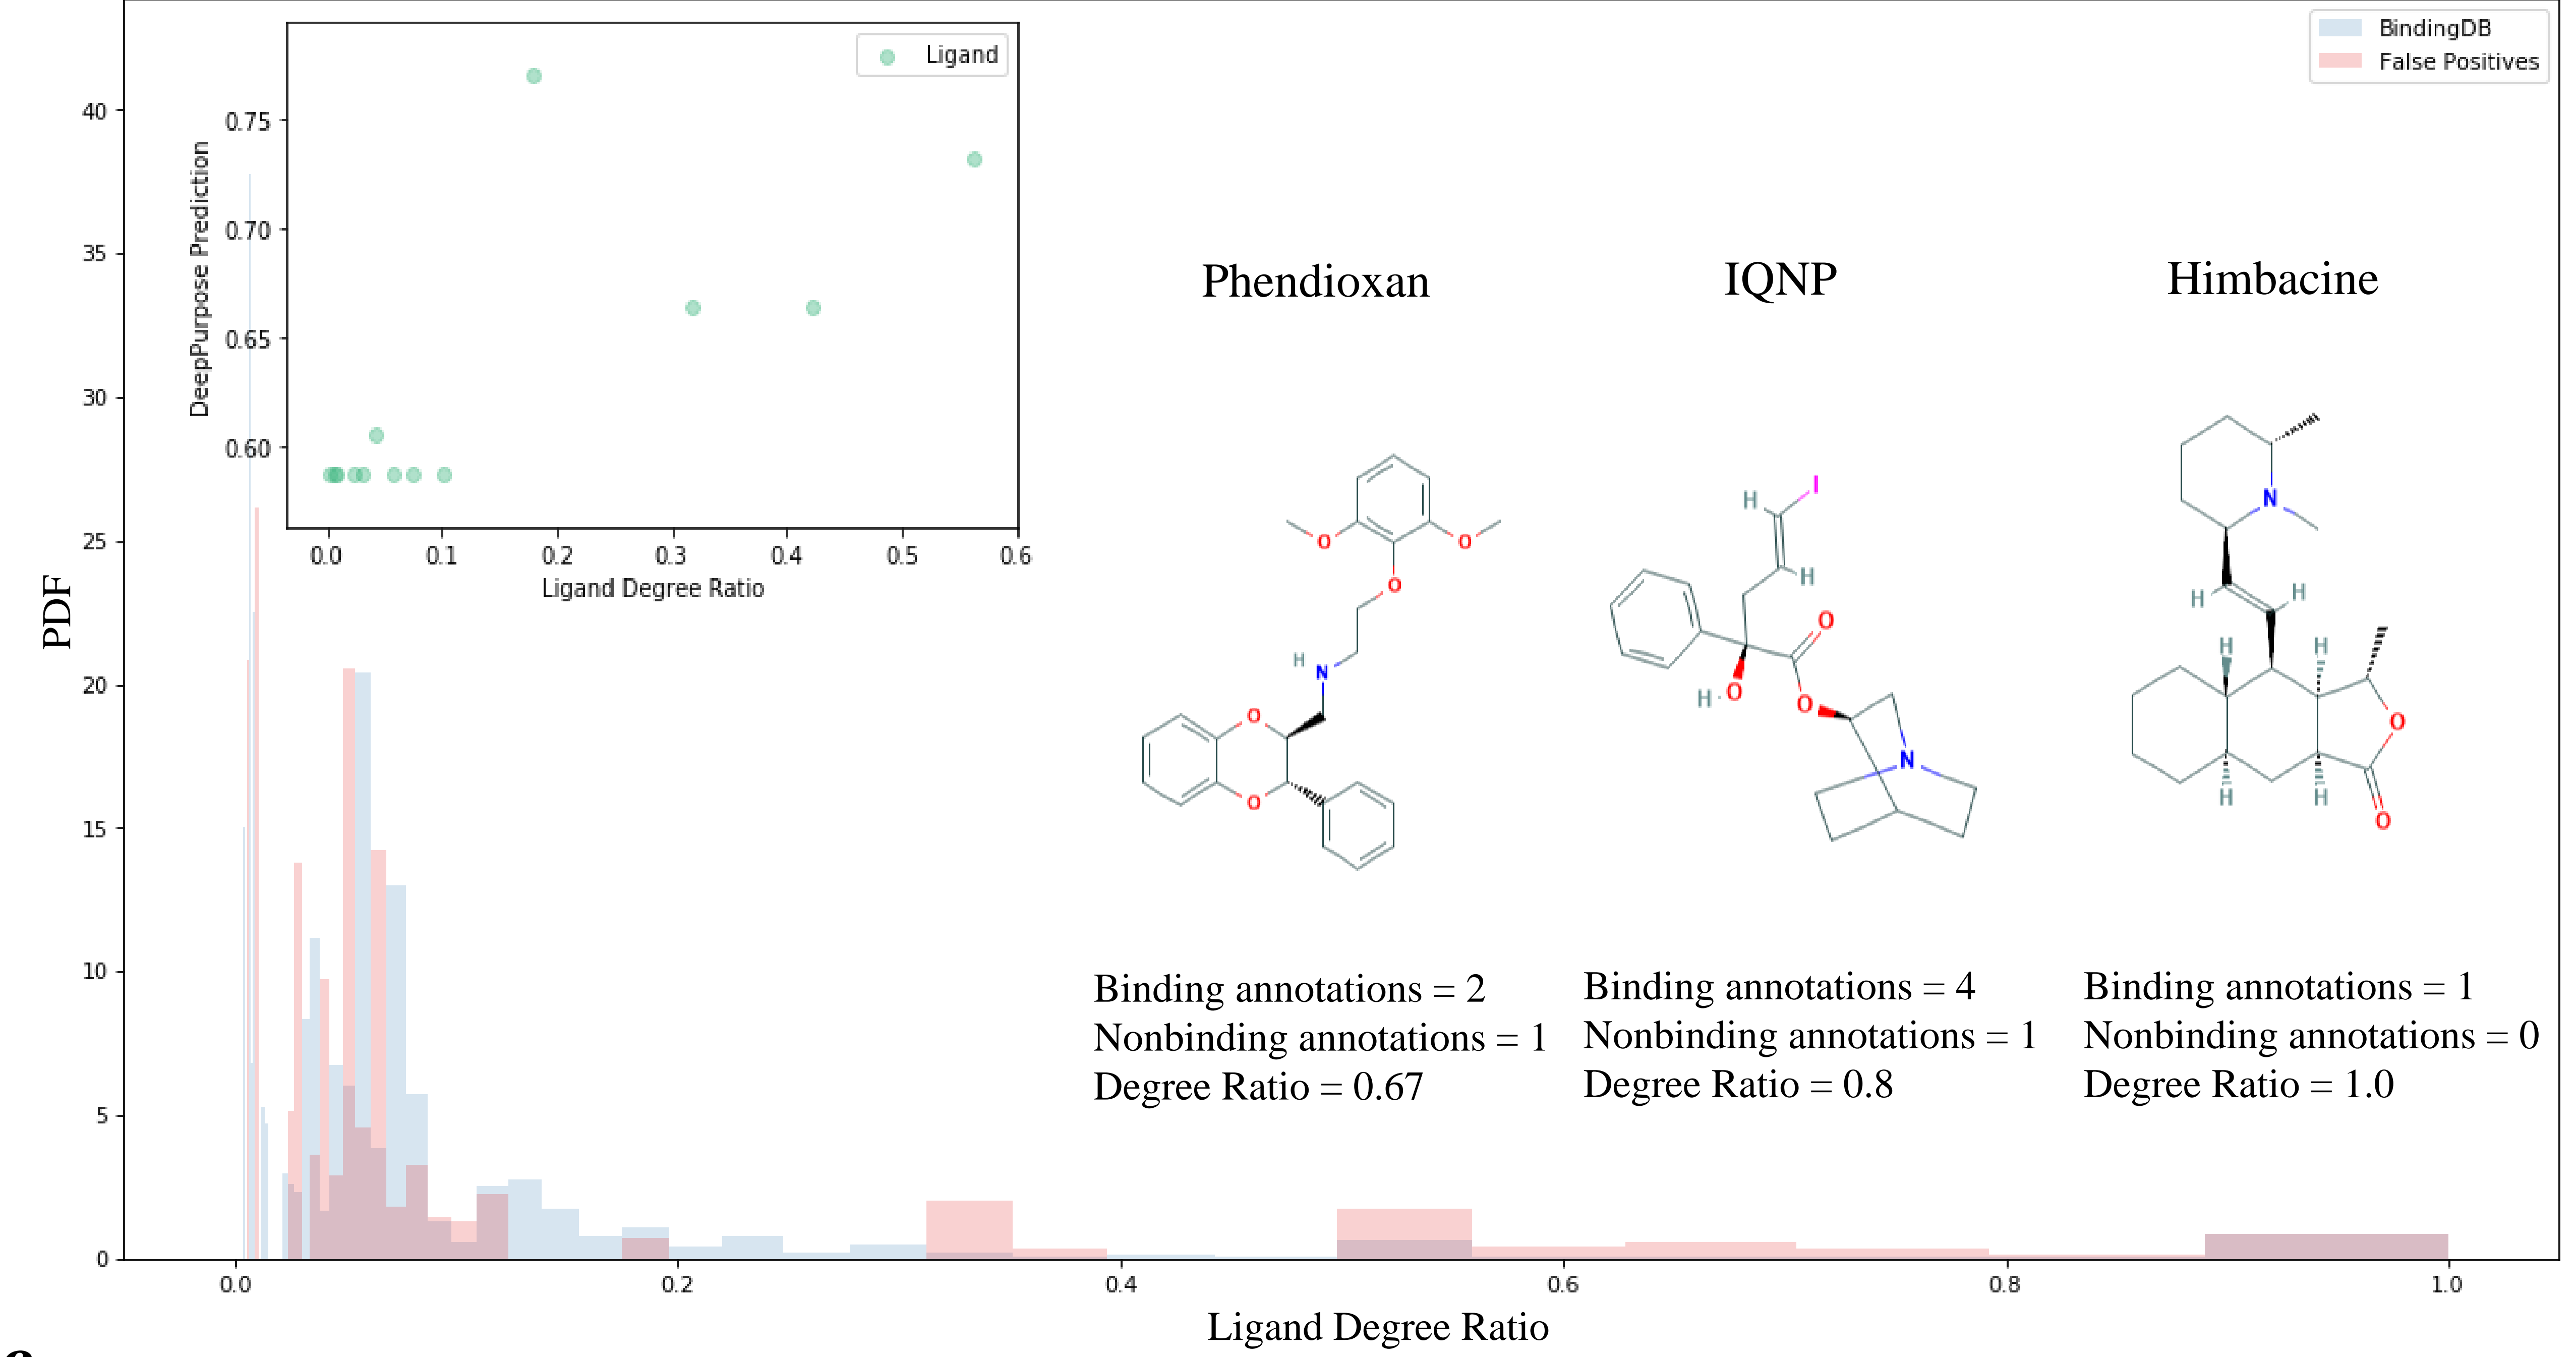 BindingDB
False Positives
Ligand
40
35
30
25
20
15
10
5
0
PDF
0.75
0.70
0.65
0.60
DeepPurpose Prediction
0.0 0.1 0.2 0.3 0.4 0.5 0.6
Ligand Degree Ratio
Phendioxan IQNP Himbacine
O O
O
H
N
O
O
H I
H
O
H O
O
N
N
H H
H H
O
H H
O
Binding annotations = 2
Nonbinding annotations = 1
Degree Ratio = 0.67
Binding annotations = 4
Nonbinding annotations = 1
Degree Ratio = 0.8
Binding annotations = 1
Nonbinding annotations = 0
Degree Ratio = 1.0
0.0 0.2 0.4 0.6 0.8 1.0
Ligand Degree Ratio